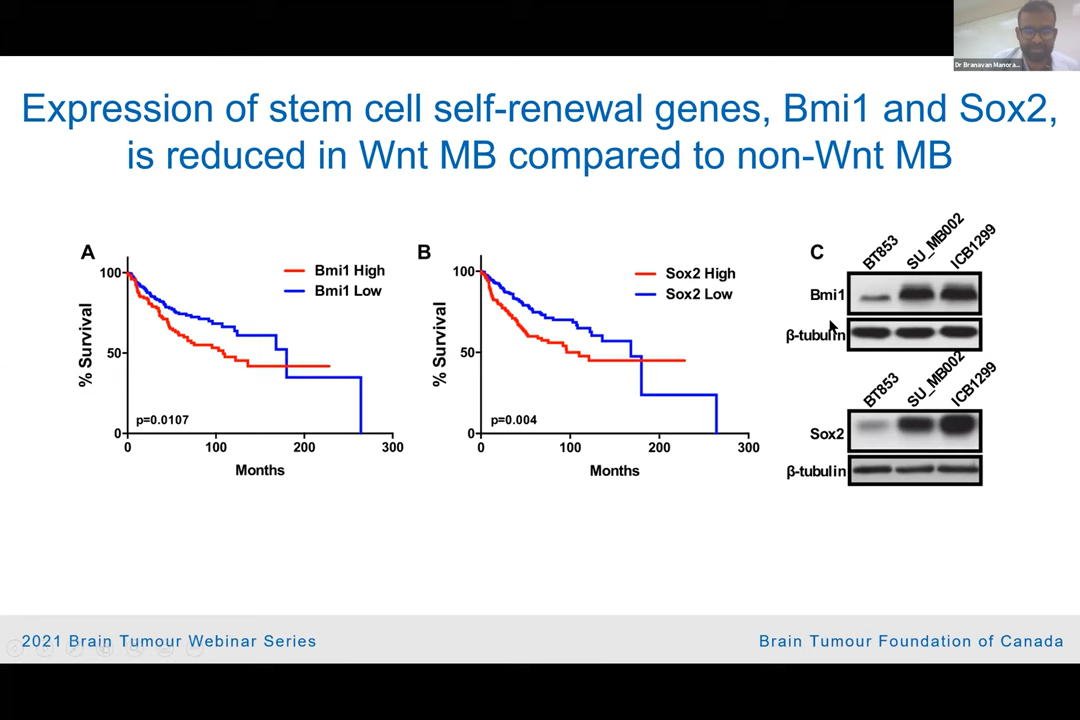 Dr Branavan Manora...
Expression of stem cell self-renewal genes, Bmi1 and Sox2,
is reduced in Wnt MB compared to non-Wnt MB
A
Bmi1 High
Bmi1 Low
100
50
0
% Survival
p=0.0107
0 100 200 300
Months
B
Sox2 High
Sox2 Low
100
50
0
% Survival
p=0.004
0 100 200 300
Months
C
BT853 SU_MB002 ICB1299
Bmi1
β-tubulin
BT853 SU_MB002 ICB1299
Sox2
β-tubulin
2021 Brain Tumour Webinar Series
Brain Tumour Foundation of Canada